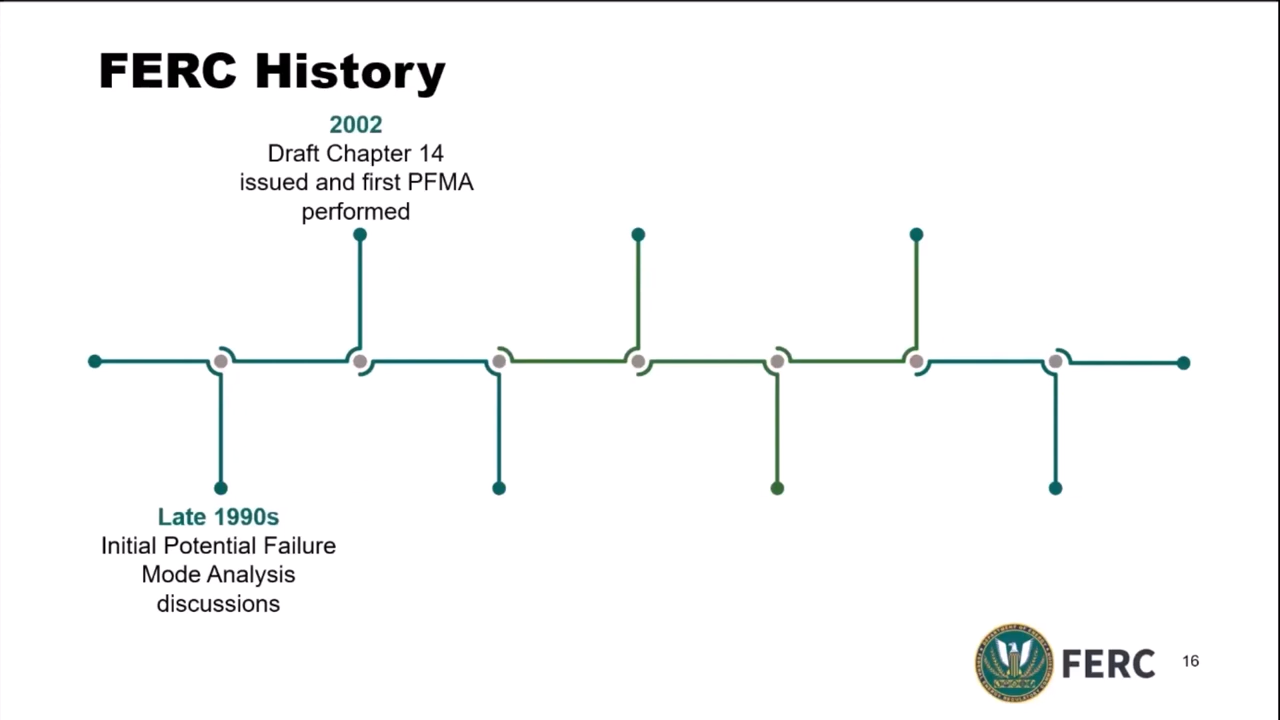 FERC History
2002
Draft Chapter 14
issued and first PFMA
performed
Late 1990s
Initial Potential Failure
Mode Analysis
discussions
FERC
16